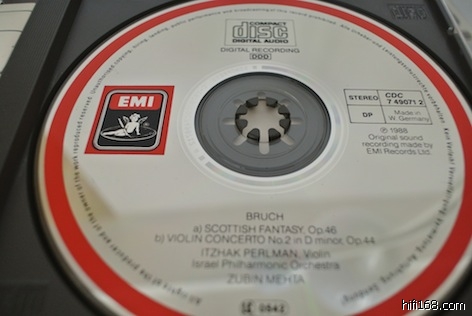 COMPACT
disc
DIGITAL AUDIO
DIGITAL RECORDING
DDD
EMI
STEREO
CDC
7 49071 2
DP
Made in
W. Germany
℗ 1988
Original sound
recording made by
EMI Records Ltd.
BRUCH
a) SCOTTISH FANTASY, Op.46
b) VIOLIN CONCERTO No.2 in D minor, Op.44
ITZHAK PERLMAN, Violin
Israel Philharmonic Orchestra
ZUBIN MEHTA
hifi168.com